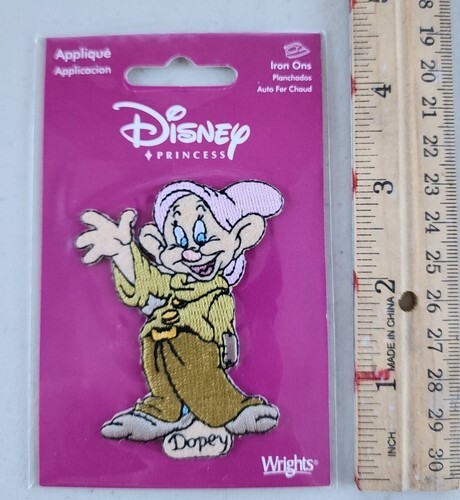 Appliqué
Applicacion
Iron Ons
Planchados
Auto Fer Chaud
Disney
PRINCESS
Dopey
Wrights®
4
3
2
1
MADE IN CHINA
INCH
18
19
20
21
22
23
24
25
26
27
28
29
30